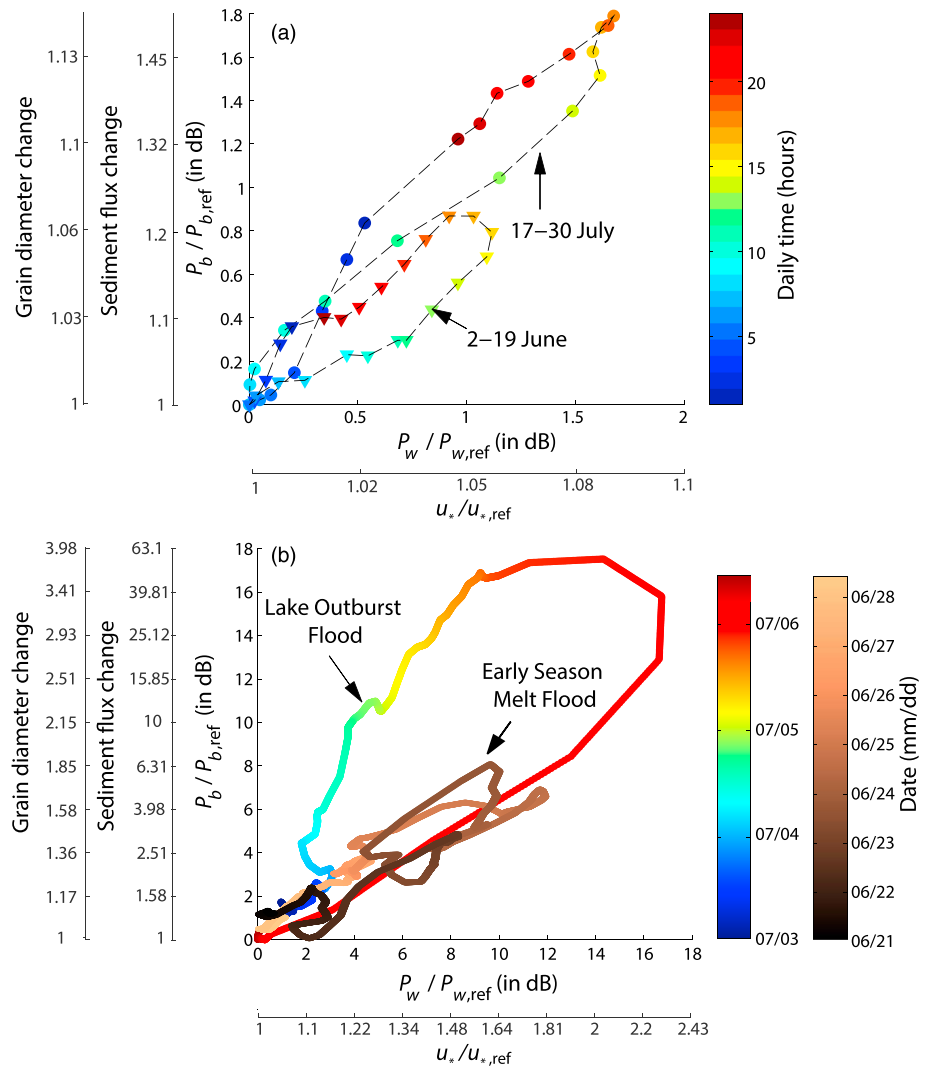 (a)
Grain diameter change
1.13
1.1
1.06
1.03
1
Sediment flux change
1.45
1.32
1.2
1.1
1
P_b / P_b,ref (in dB)
1.8
1.6
1.4
1.2
1
0.8
0.6
0.4
0.2
0
17−30 July
2−19 June
0 0.5 1 1.5 2
P_w / P_w,ref (in dB)
1 1.02 1.05 1.08 1.1
u_* /u_*,ref
20
15
10
5
Daily time (hours)
(b)
Grain diameter change
3.98
3.41
2.93
2.51
2.15
1.85
1.58
1.36
1.17
1
Sediment flux change
63.1
39.81
25.12
15.85
10
6.31
3.98
2.51
1.58
1
P_b / P_b,ref (in dB)
18
16
14
12
10
8
6
4
2
0
Lake Outburst
Flood
Early Season
Melt Flood
0 2 4 6 8 10 12 14 16 18
P_w / P_w,ref (in dB)
1 1.1 1.22 1.34 1.48 1.64 1.81 2 2.2 2.43
u_* /u_*,ref
07/06
07/05
07/04
07/03
06/28
06/27
06/26
06/25
06/24
06/23
06/22
06/21
Date (mm/dd)